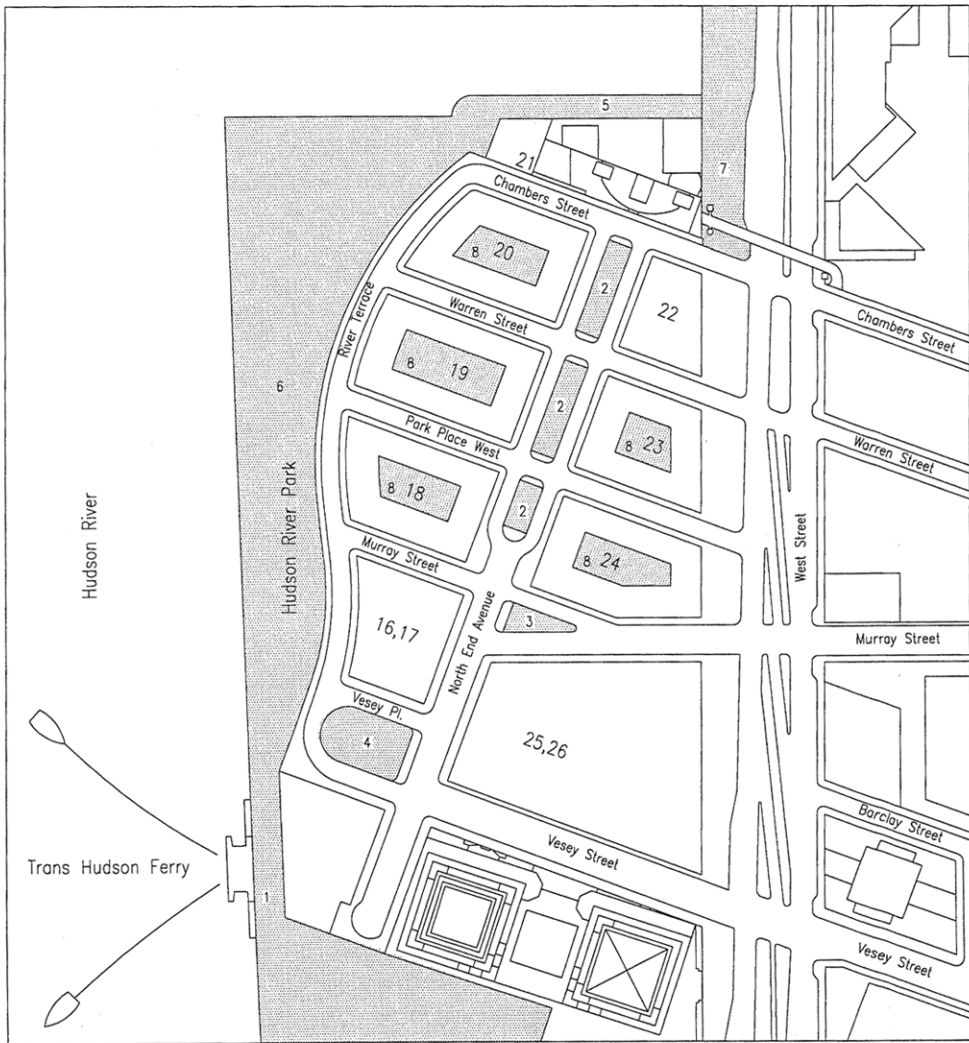 5
7
21
Chambers Street
8 20
2
22
Chambers Street
River Terrace
Warren Street
6
8 19
2
Park Place West
8 23
Warren Street
Hudson River
Hudson River Park
8 18
2
West Street
Murray Street
8 24
16,17
North End Avenue
3
Murray Street
Vesey Pl.
4
25,26
Barclay Street
Vesey Street
Trans Hudson Ferry
1
Vesey Street